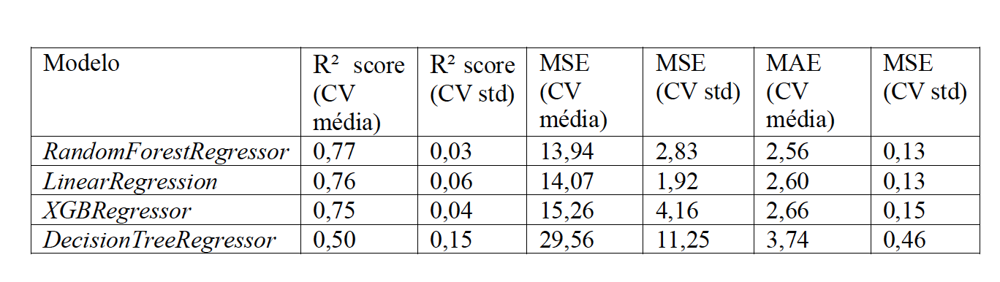 Modelo R² score (CV média) R² score (CV std) MSE (CV média) MSE (CV std) MAE (CV média) MSE (CV std)
RandomForestRegressor 0,77 0,03 13,94 2,83 2,56 0,13
LinearRegression 0,76 0,06 14,07 1,92 2,60 0,13
XGBRegressor 0,75 0,04 15,26 4,16 2,66 0,15
DecisionTreeRegressor 0,50 0,15 29,56 11,25 3,74 0,46